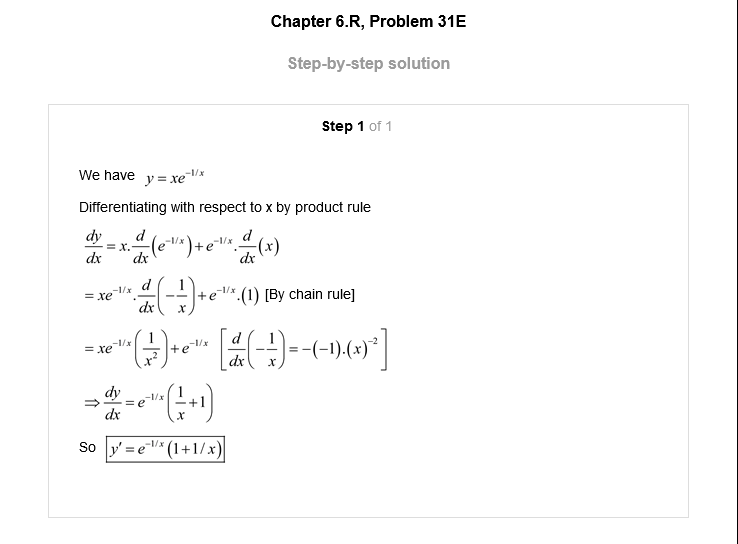 Chapter 6.R, Problem 31E
Step-by-step solution
Step 1 of 1
We have y = xe^{-1/x}
Differentiating with respect to x by product rule
\frac{dy}{dx} = x.\frac{d}{dx}(e^{-1/x}) + e^{-1/x}.\frac{d}{dx}(x)
= xe^{-1/x}.\frac{d}{dx}\left(-\frac{1}{x}\right) + e^{-1/x}.(1) [By chain rule]
= xe^{-1/x}\left(\frac{1}{x^2}\right) + e^{-1/x} \left[\frac{d}{dx}\left(-\frac{1}{x}\right) = -(-1).(x)^{-2}\right]
⇒ \frac{dy}{dx} = e^{-1/x}\left(\frac{1}{x} + 1\right)
So y' = e^{-1/x}(1+1/x)